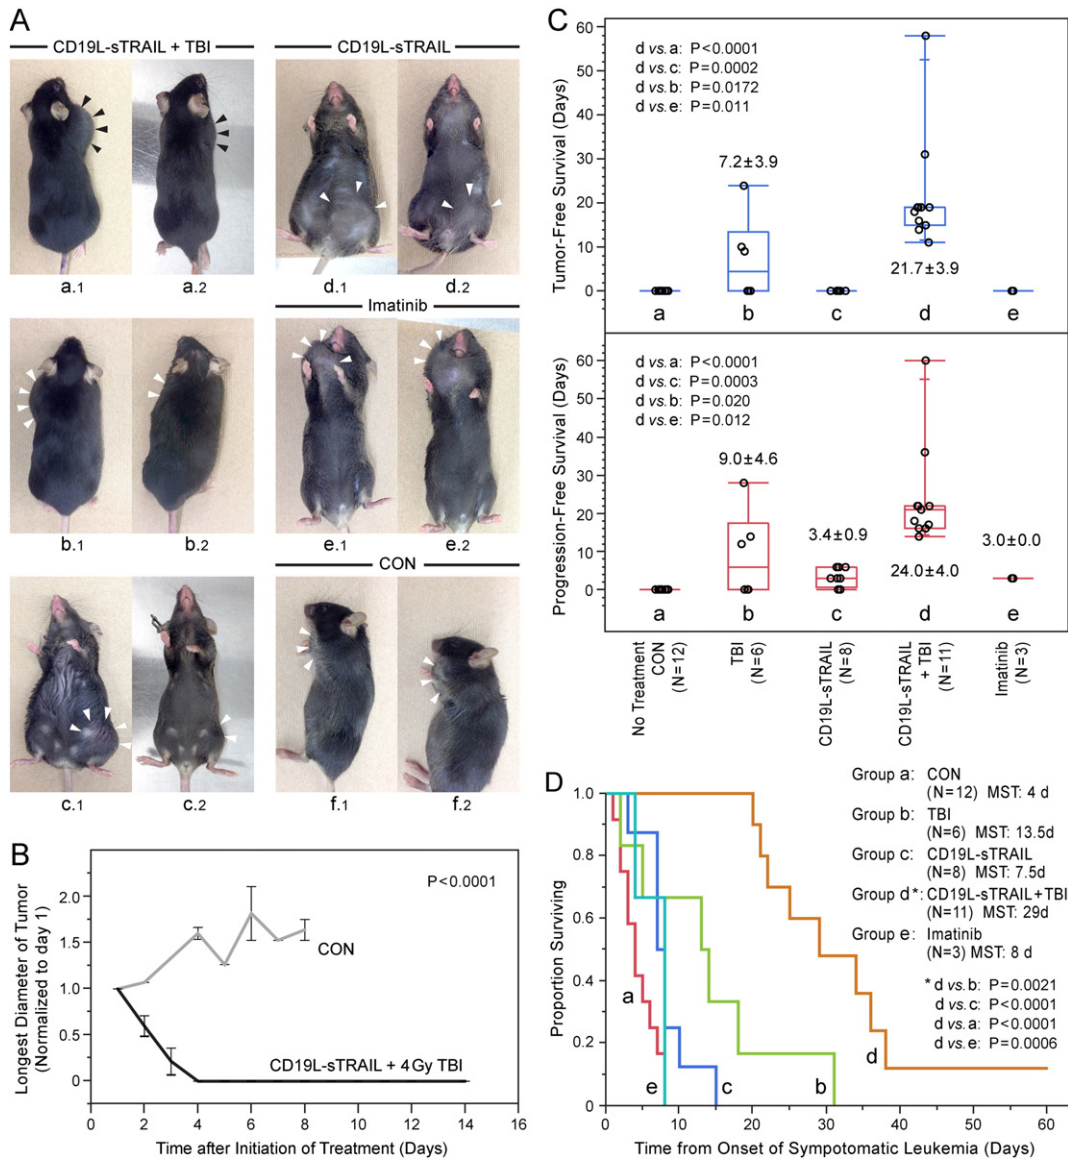 A
CD19L-sTRAIL + TBI
CD19L-sTRAIL
a.1
a.2
d.1
d.2
Imatinib
b.1
b.2
e.1
e.2
CON
c.1
c.2
f.1
f.2
B
Longest Diameter of Tumor
(Normalized to day 1)
2.0
1.5
1.0
0.5
0
P<0.0001
CON
CD19L-sTRAIL + 4Gy TBI
0 2 4 6 8 10 12 14 16
Time after Initiation of Treatment (Days)
C
Tumor-Free Survival (Days)
60
50
40
30
20
10
0
d vs. a: P<0.0001
d vs. c: P=0.0002
d vs. b: P=0.0172
d vs. e: P=0.011
7.2±3.9
21.7±3.9
a b c d e
Progression-Free Survival (Days)
60
50
40
30
20
10
0
d vs. a: P<0.0001
d vs. c: P=0.0003
d vs. b: P=0.020
d vs. e: P=0.012
9.0±4.6
3.4±0.9
24.0±4.0
3.0±0.0
a b c d e
No Treatment
CON
(N=12)
TBI
(N=6)
CD19L-sTRAIL
(N=8)
CD19L-sTRAIL
+ TBI
(N=11)
Imatinib
(N=3)
D
Proportion Surviving
1.0
0.8
0.6
0.4
0.2
0
a
e
c
b
d
0 10 20 30 40 50 60
Time from Onset of Sympotomatic Leukemia (Days)
Group a: CON
(N=12) MST: 4 d
Group b: TBI
(N=6) MST: 13.5d
Group c: CD19L-sTRAIL
(N=8) MST: 7.5d
Group d*: CD19L-sTRAIL+TBI
(N=11) MST: 29d
Group e: Imatinib
(N=3) MST: 8 d
* d vs. b: P=0.0021
d vs. c: P<0.0001
d vs. a: P<0.0001
d vs. e: P=0.0006